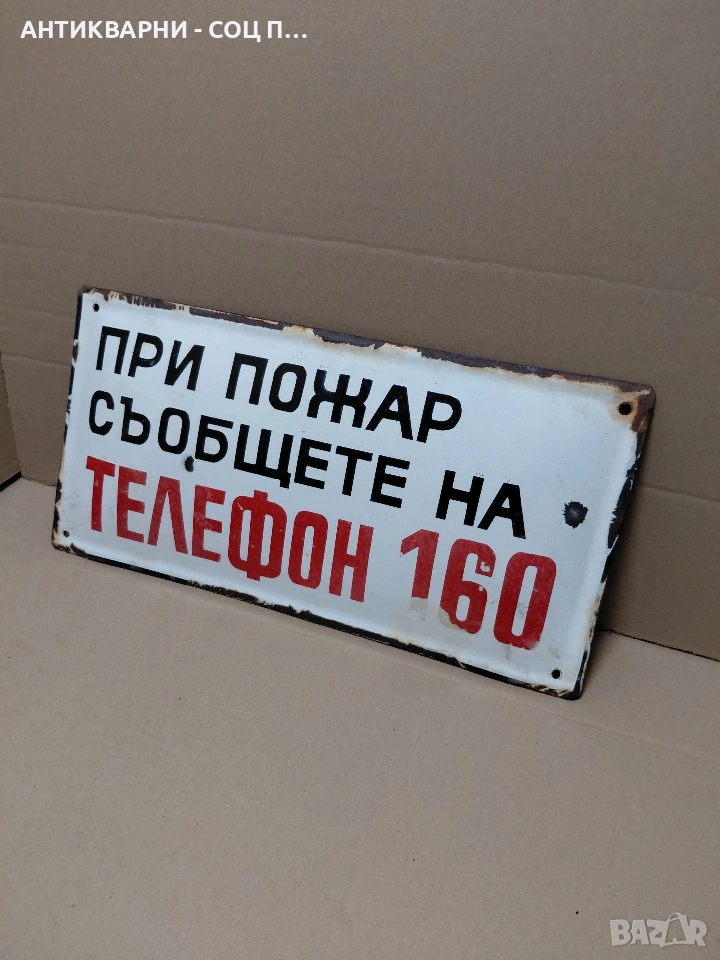 АНТИКВАРНИ - СОЦ П...
ПРИ ПОЖАР
СЪОБЩЕТЕ НА
ТЕЛЕФОН 160
BAZAR